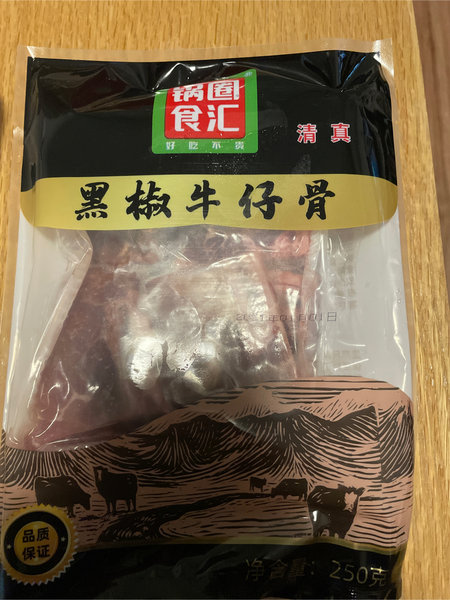 锅圈
食汇
好吃不贵
清真
黑椒牛仔骨
品质
保证
净含量：250克